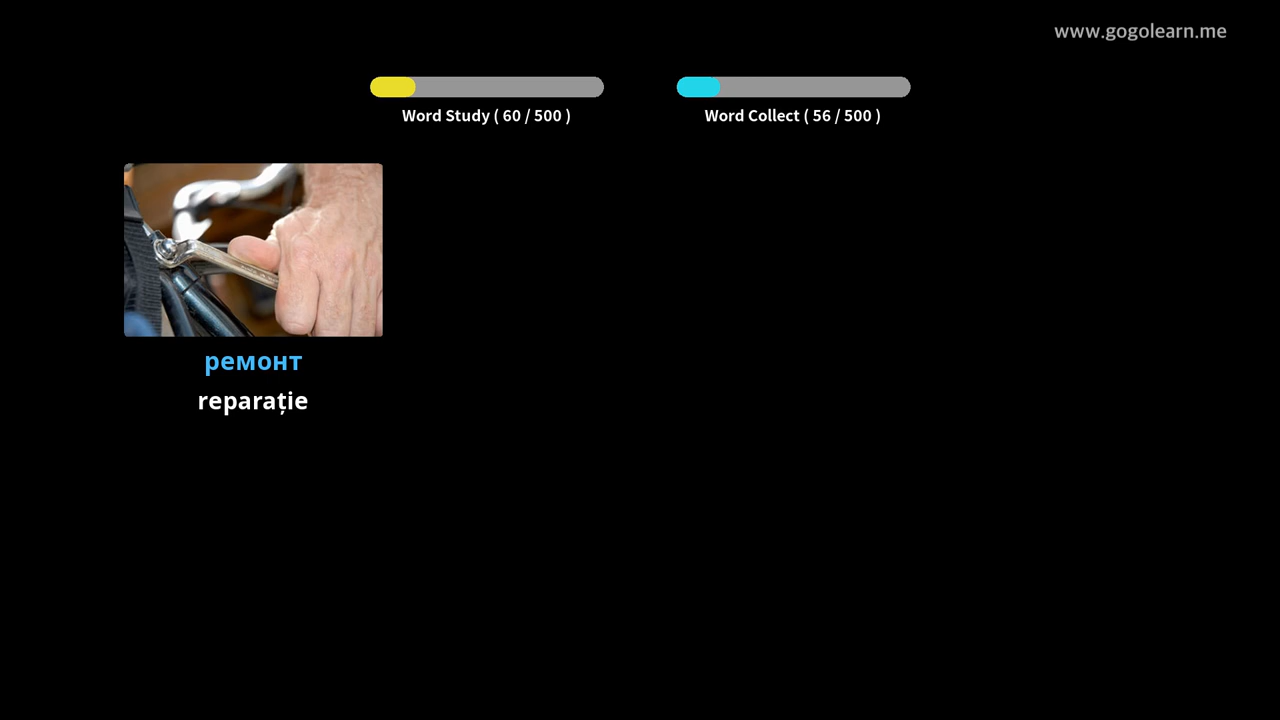 www.gogolearn.me
Word Study ( 60 / 500 )
Word Collect ( 56 / 500 )
ремонт
reparație